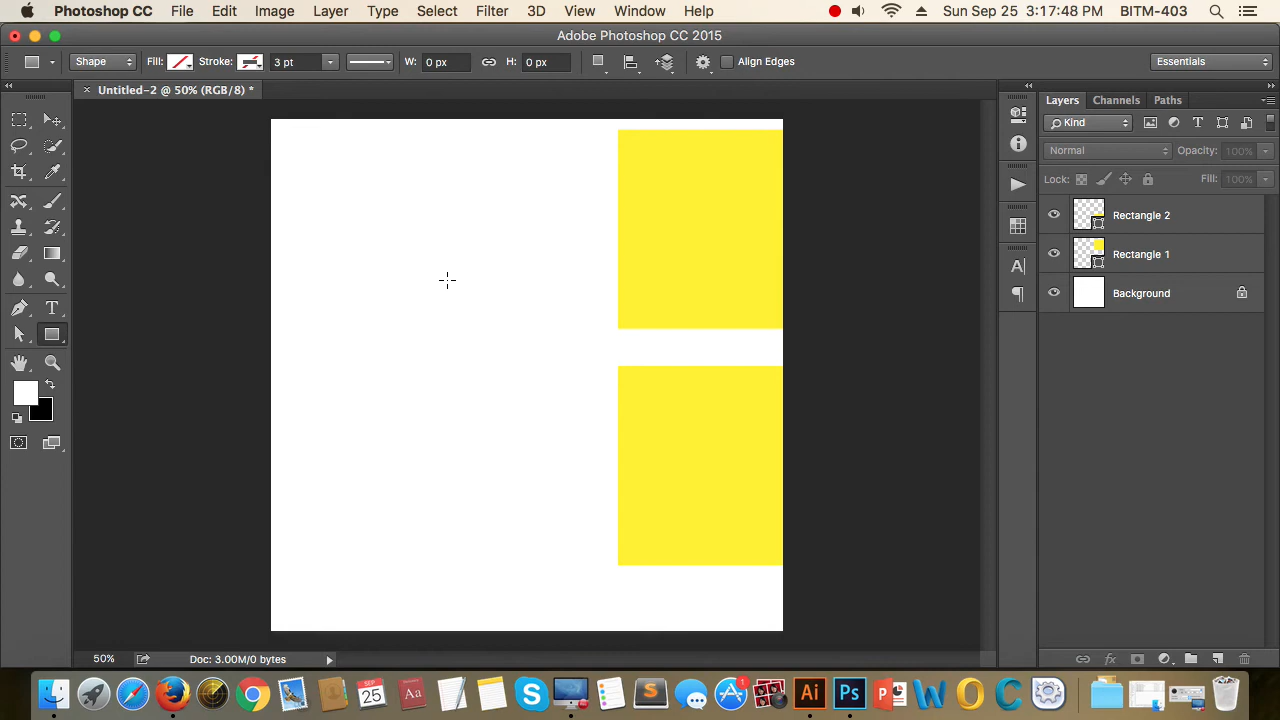 Photoshop CC File Edit Image Layer Type Select Filter 3D View Window Help Sun Sep 25 3:17:48 PM BITM-403
Adobe Photoshop CC 2015
Shape Fill: Stroke: 3 pt W: 0 px H: 0 px Align Edges Essentials
Untitled-2 @ 50% (RGB/8) *
Layers Channels Paths
Kind
Normal Opacity: 100%
Lock: Fill: 100%
Rectangle 2
Rectangle 1
Background
50% Doc: 3.00M/0 bytes